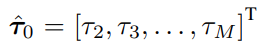 τ̂₀ = [τ₂, τ₃, . . . , τ_M]ᵀ